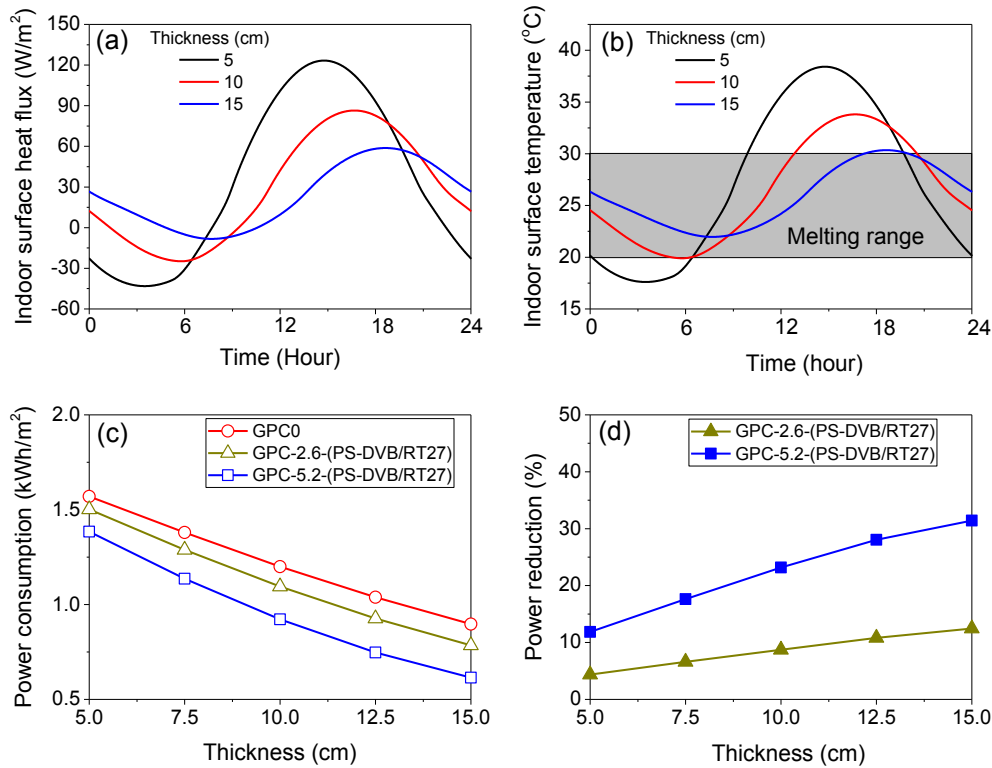 (a)
Thickness (cm)
5
10
15
Indoor surface heat flux (W/m²)
150
120
90
60
30
0
-30
-60
0 6 12 18 24
Time (Hour)
(b)
Thickness (cm)
5
10
15
Melting range
Indoor surface temperature (°C)
40
35
30
25
20
15
0 6 12 18 24
Time (hour)
(c)
GPC0
GPC-2.6-(PS-DVB/RT27)
GPC-5.2-(PS-DVB/RT27)
Power consumption (kWh/m²)
2.0
1.5
1.0
0.5
5.0 7.5 10.0 12.5 15.0
Thickness (cm)
(d)
GPC-2.6-(PS-DVB/RT27)
GPC-5.2-(PS-DVB/RT27)
Power reduction (%)
50
40
30
20
10
0
5.0 7.5 10.0 12.5 15.0
Thickness (cm)